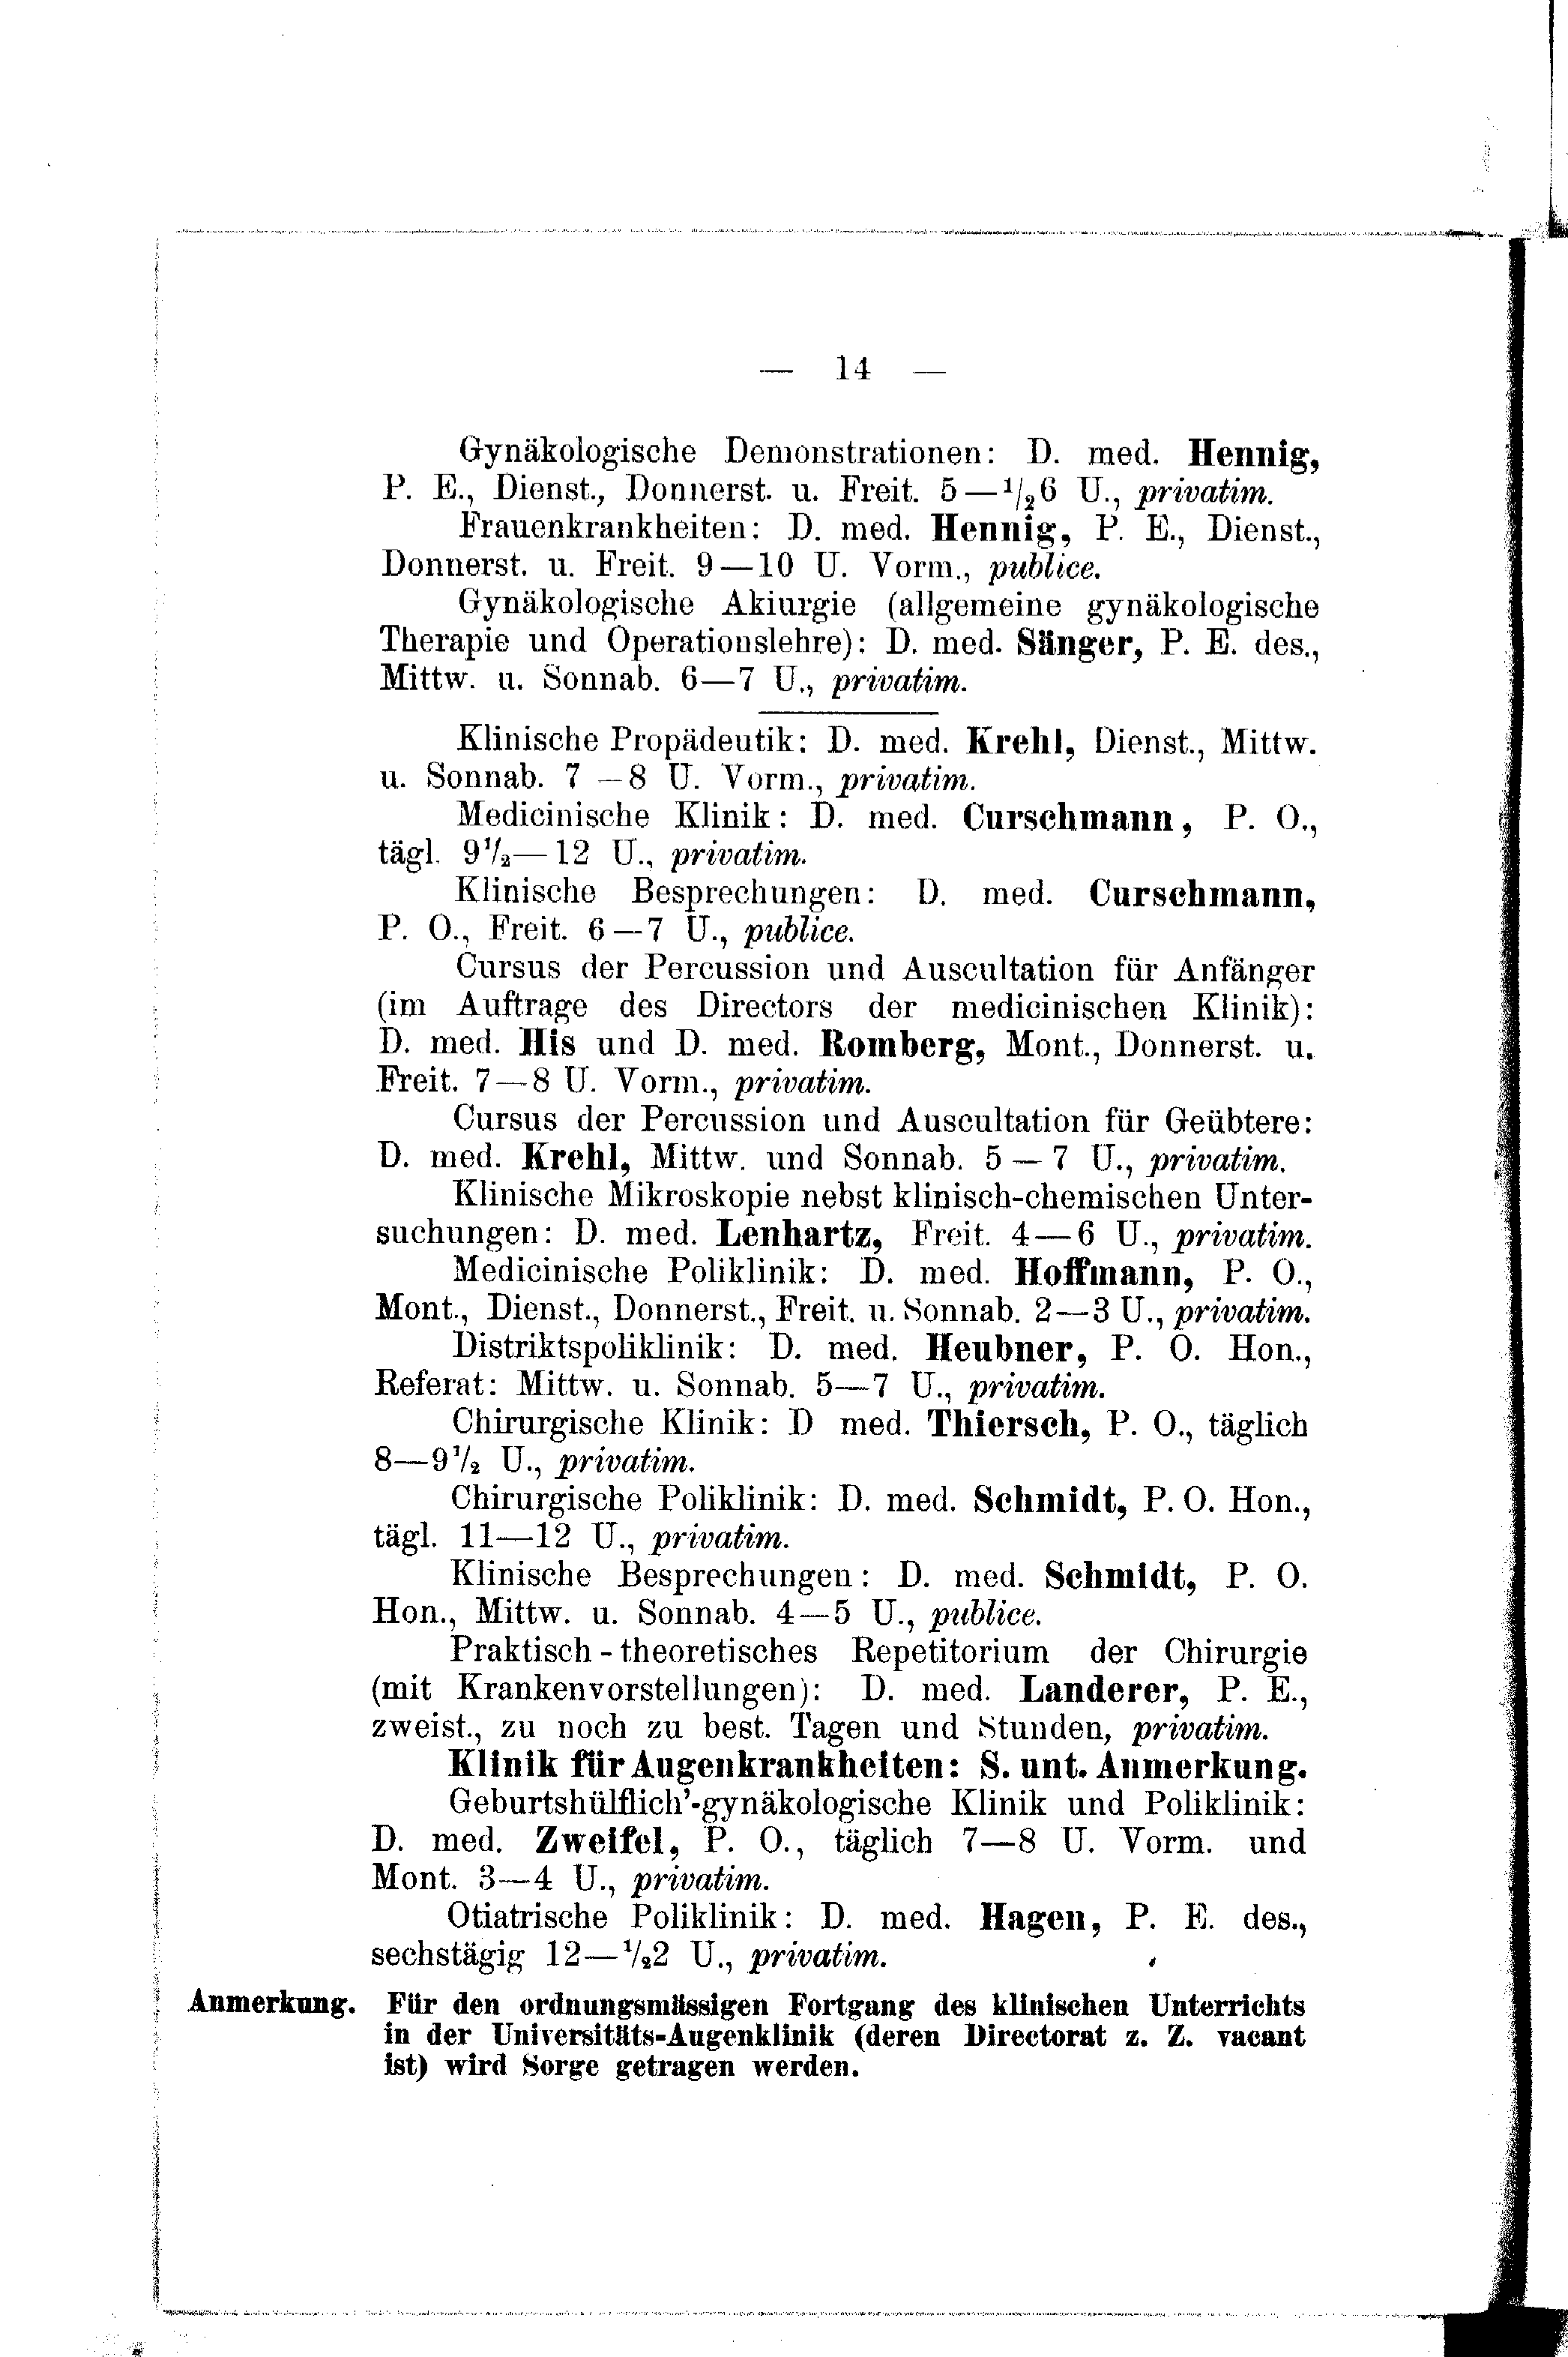 — 14 —
Gynäkologische Demonstrationen: D. med. Hennig,
P. E., Dienst., Donnerst. u. Freit. 5—1/26 U., privatim.
Frauenkrankheiten: D. med. Hennig, P. E., Dienst.,
Donnerst. u. Freit. 9—10 U. Vorm., publice.
Gynäkologische Akiurgie (allgemeine gynäkologische
Therapie und Operationslehre): D. med. Sänger, P. E. des.,
Mittw. u. Sonnab. 6—7 U., privatim.
Klinische Propädeutik: D. med. Krehl, Dienst., Mittw.
u. Sonnab. 7—8 U. Vorm., privatim.
Medicinische Klinik: D. med. Curschmann, P. O.,
tägl. 9 1/2—12 U., privatim.
Klinische Besprechungen: D. med. Curschmann,
P. O., Freit. 6—7 U., publice.
Cursus der Percussion und Auscultation für Anfänger
(im Auftrage des Directors der medicinischen Klinik):
D. med. His und D. med. Romberg, Mont., Donnerst. u.
Freit. 7—8 U. Vorm., privatim.
Cursus der Percussion und Auscultation für Geübtere:
D. med. Krehl, Mittw. und Sonnab. 5—7 U., privatim.
Klinische Mikroskopie nebst klinisch-chemischen Unter-
suchungen: D. med. Lenhartz, Freit. 4—6 U., privatim.
Medicinische Poliklinik: D. med. Hoffmann, P. O.,
Mont., Dienst., Donnerst., Freit. u. Sonnab. 2—3 U., privatim.
Distriktspoliklinik: D. med. Heubner, P. O. Hon.,
Referat: Mittw. u. Sonnab. 5—7 U., privatim.
Chirurgische Klinik: D med. Thiersch, P. O., täglich
8—9 1/2 U., privatim.
Chirurgische Poliklinik: D. med. Schmidt, P. O. Hon.,
tägl. 11—12 U., privatim.
Klinische Besprechungen: D. med. Schmidt, P. O.
Hon., Mittw. u. Sonnab. 4—5 U., publice.
Praktisch-theoretisches Repetitorium der Chirurgie
(mit Krankenvorstellungen): D. med. Landerer, P. E.,
zweist., zu noch zu best. Tagen und Stunden, privatim.
Klinik für Augenkrankheiten: S. unt. Anmerkung.
Geburtshülflich'-gynäkologische Klinik und Poliklinik:
D. med. Zweifel, P. O., täglich 7—8 U. Vorm. und
Mont. 3—4 U., privatim.
Otiatrische Poliklinik: D. med. Hagen, P. E. des.,
sechstägig 12—1/22 U., privatim.
Anmerkung. Für den ordnungsmässigen Fortgang des klinischen Unterrichts
in der Universitäts-Augenklinik (deren Directorat z. Z. vacant
ist) wird Sorge getragen werden.